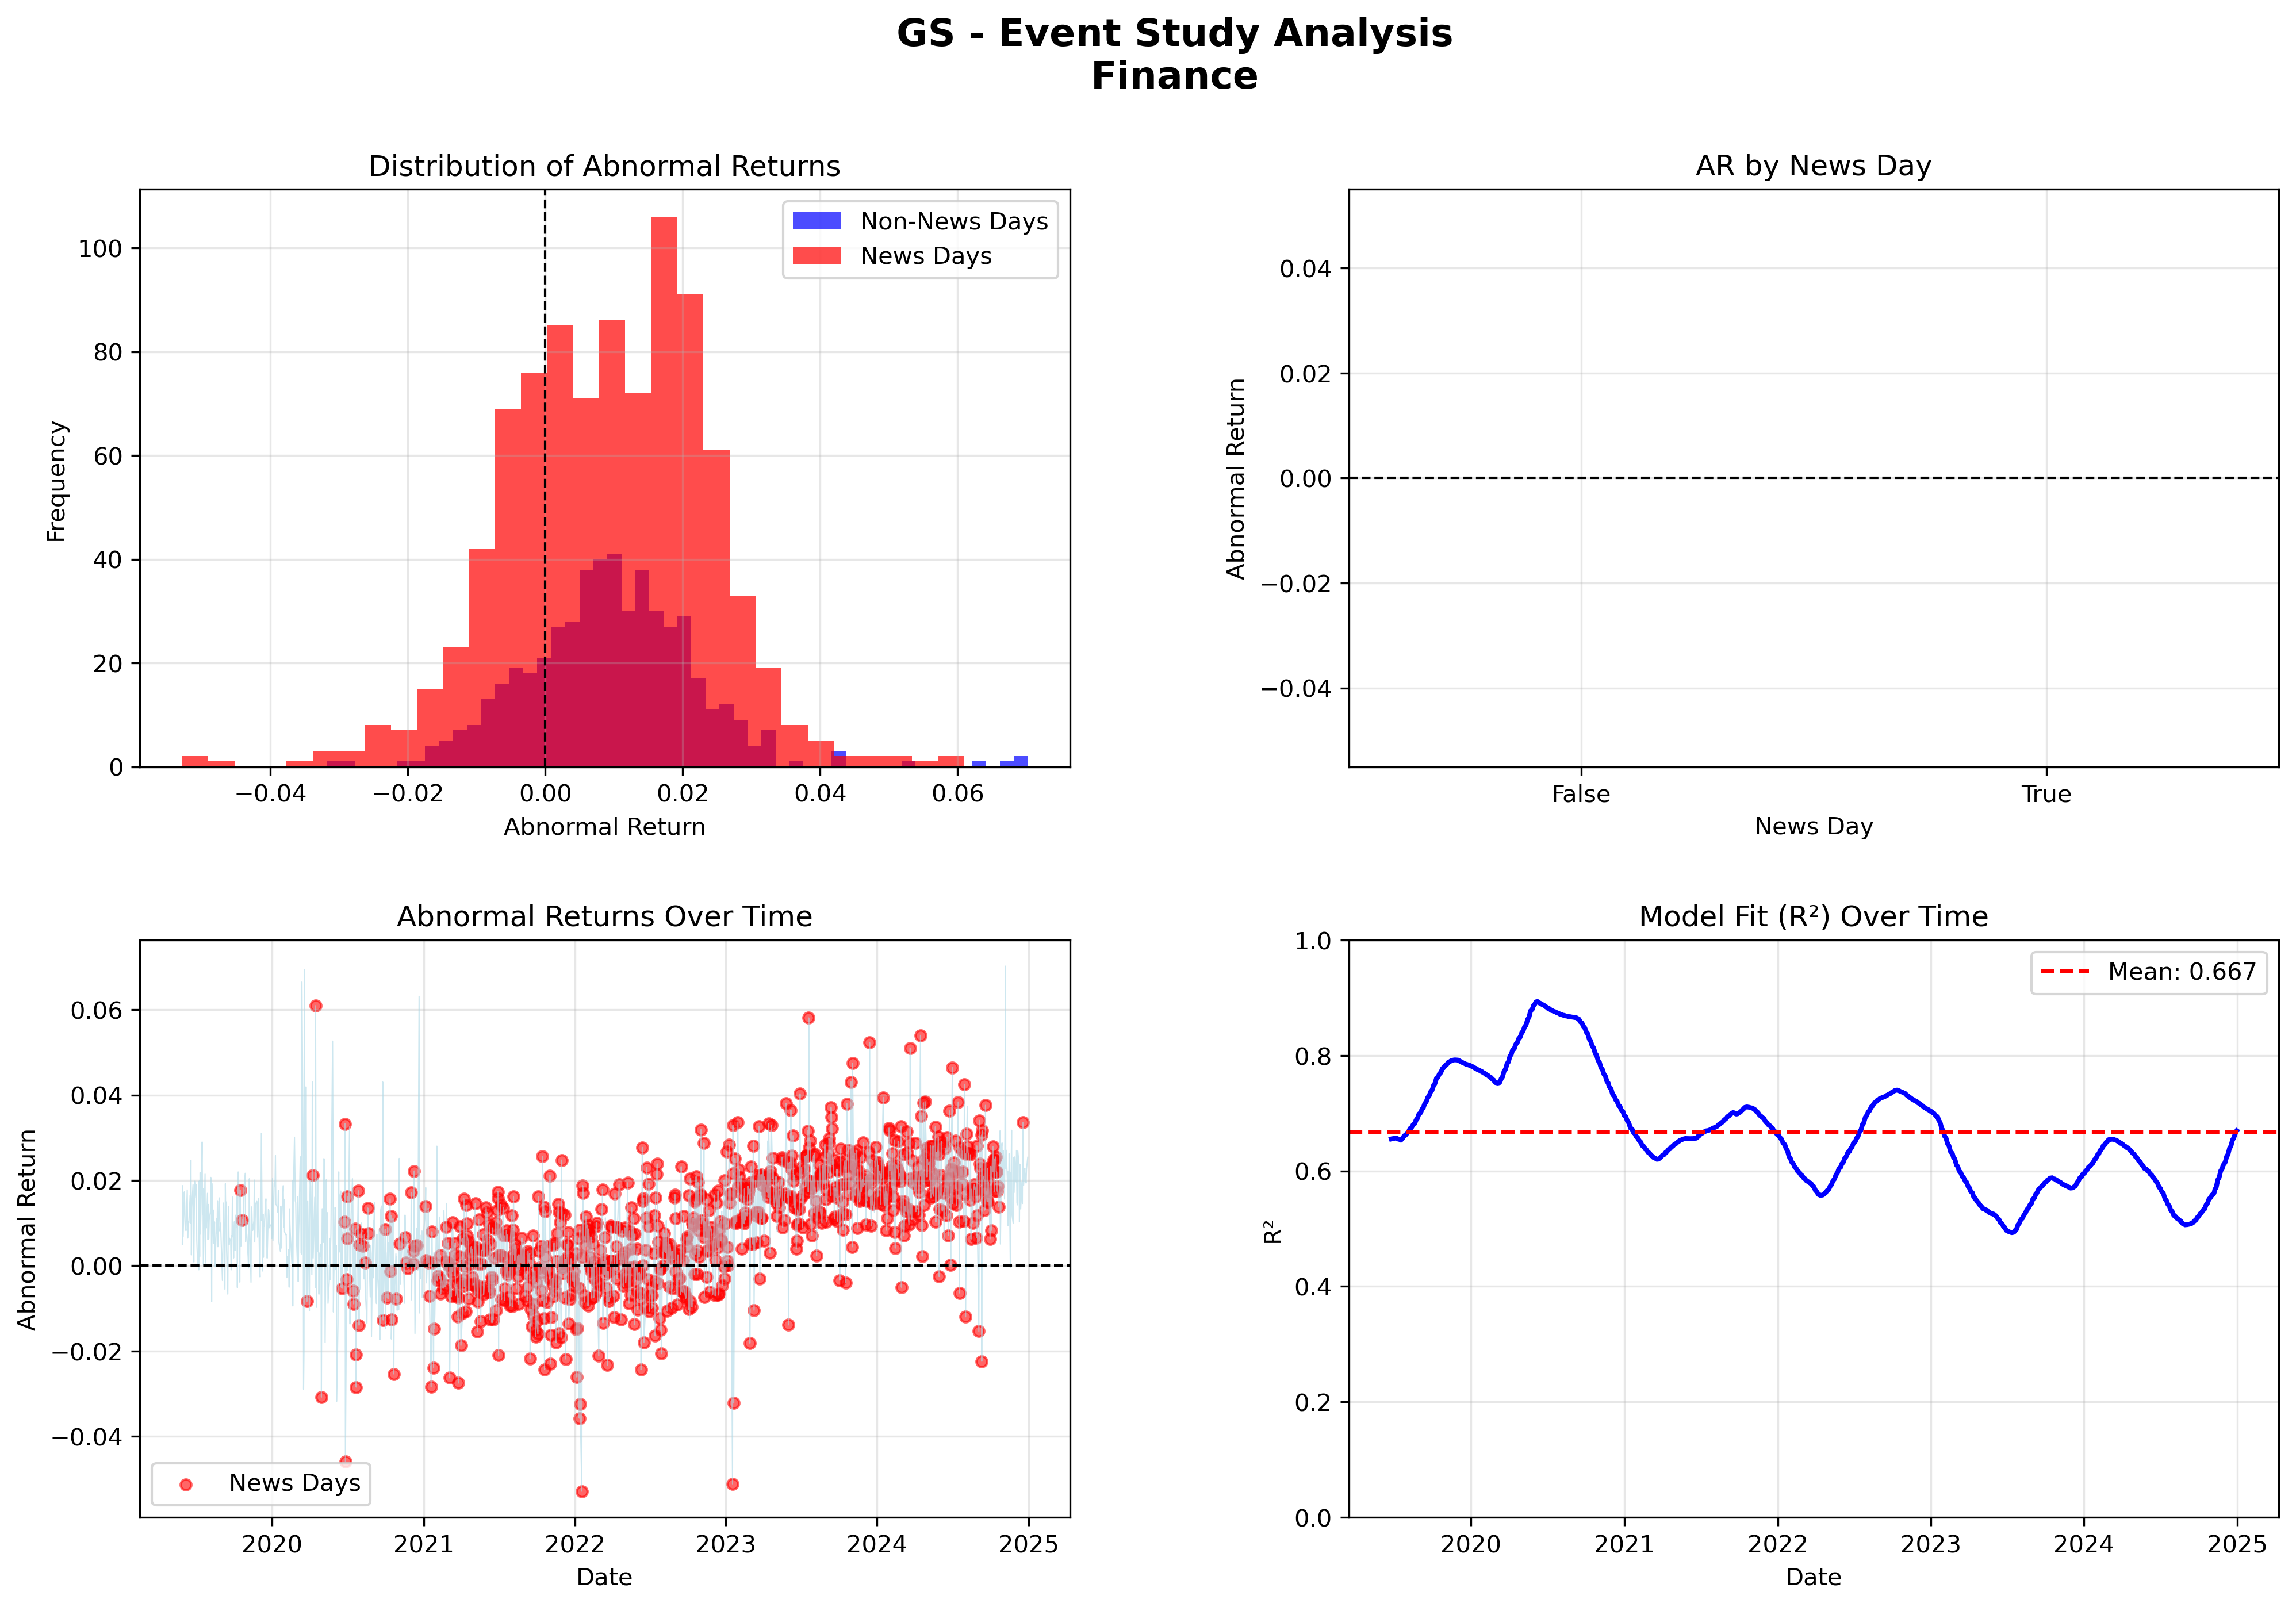 GS - Event Study Analysis
Finance
Distribution of Abnormal Returns
Non-News Days
News Days
Frequency
100
80
60
40
20
0
−0.04
−0.02
0.00
0.02
0.04
0.06
Abnormal Return
AR by News Day
Abnormal Return
0.04
0.02
0.00
−0.02
−0.04
False
True
News Day
Abnormal Returns Over Time
Abnormal Return
0.06
0.04
0.02
0.00
−0.02
−0.04
News Days
2020
2021
2022
2023
2024
2025
Date
Model Fit (R²) Over Time
Mean: 0.667
R²
1.0
0.8
0.6
0.4
0.2
0.0
2020
2021
2022
2023
2024
2025
Date